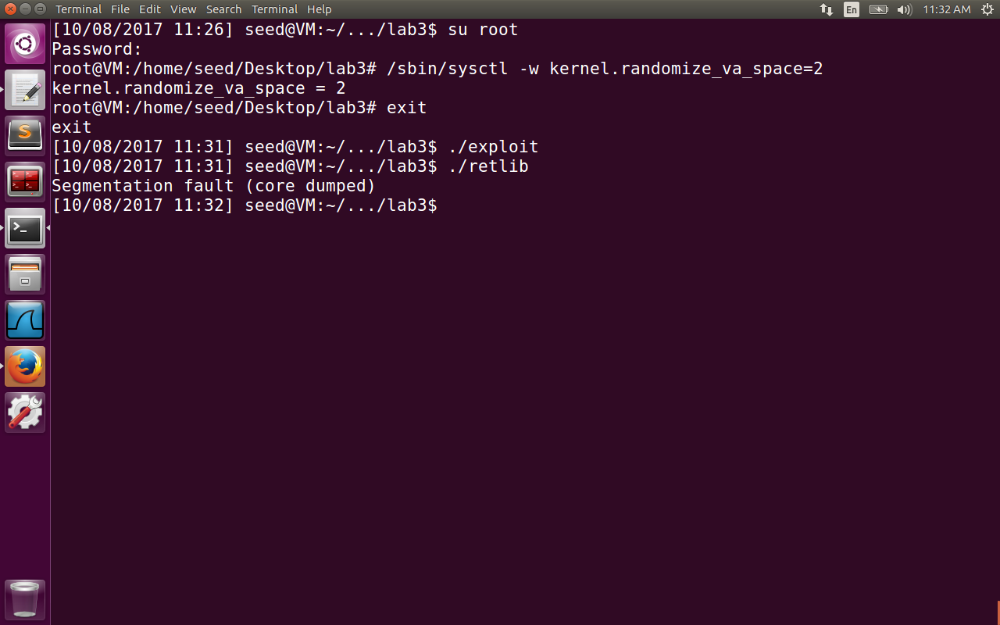 Terminal File Edit View Search Terminal Help En 11:32 AM
[10/08/2017 11:26] seed@VM:~/.../lab3$ su root
Password:
root@VM:/home/seed/Desktop/lab3# /sbin/sysctl -w kernel.randomize_va_space=2
kernel.randomize_va_space = 2
root@VM:/home/seed/Desktop/lab3# exit
exit
[10/08/2017 11:31] seed@VM:~/.../lab3$ ./exploit
[10/08/2017 11:31] seed@VM:~/.../lab3$ ./retlib
Segmentation fault (core dumped)
[10/08/2017 11:32] seed@VM:~/.../lab3$